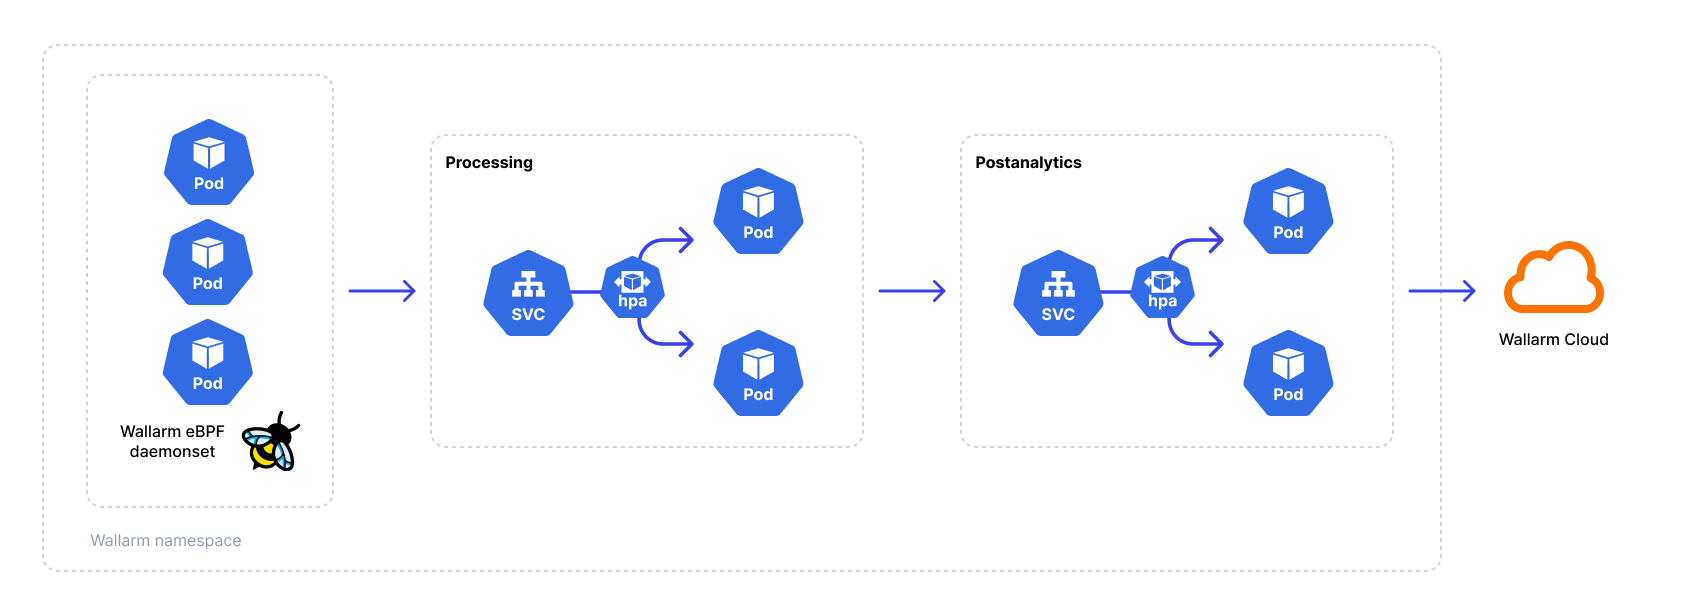 Pod
Pod
Pod
Wallarm eBPF
daemonset
Wallarm namespace
Processing
SVC
hpa
Pod
Pod
Postanalytics
SVC
hpa
Pod
Pod
Wallarm Cloud